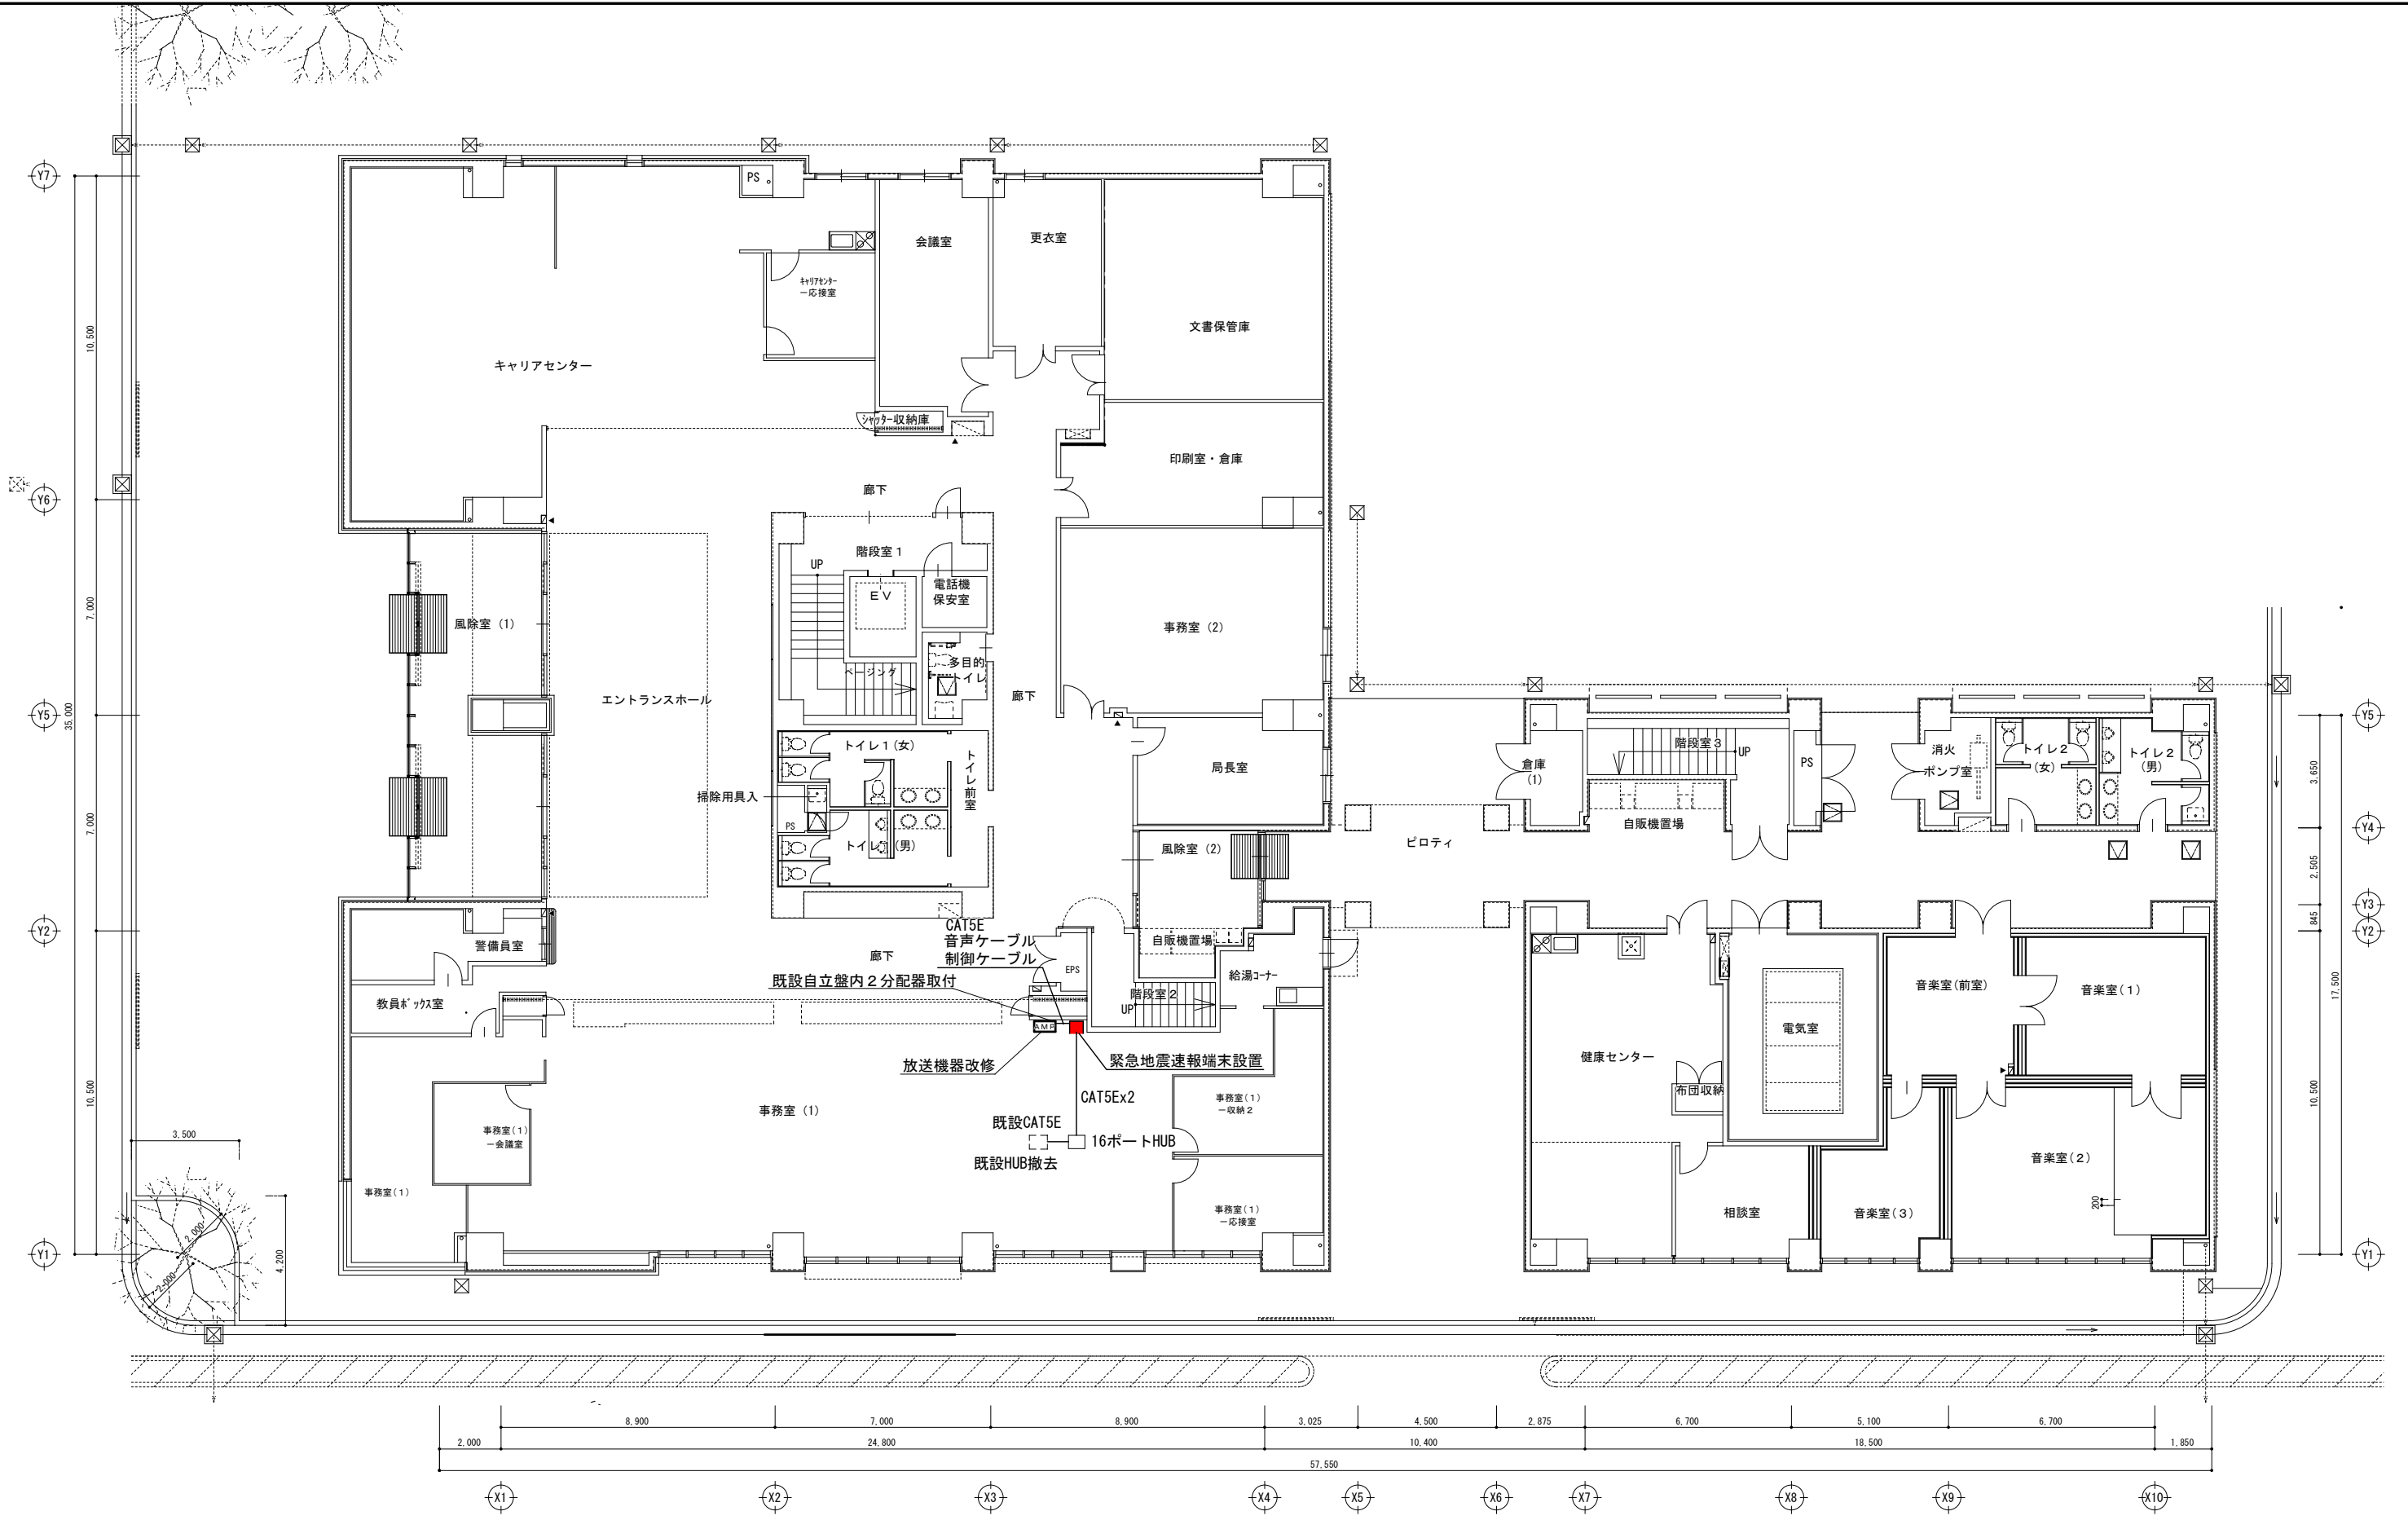 Y7
PS
会議室
更衣室
ｷｬﾘｱｾﾝﾀｰ
－応接室
文書保管庫
10,500
キャリアセンター
ｼｬｯﾀｰ収納庫
印刷室・倉庫
廊下
Y6
階段室１
UP
ＥＶ
電話機
保安室
7,000
風除室（1）
事務室（2）
ページング
多目的
トイレ
廊下
エントランスホール
Y5
35,000
トイレ１(女)
トイレ前室
局長室
倉庫
(1)
階段室３
UP
PS
消火
ポンプ室
トイレ２
(女)
トイレ２
(男)
Y5
3,650
掃除用具入
PS
7,000
自販機置場
トイレ１(男)
風除室（2）
ピロティ
Y4
2,505
Y3
845
Y2
Y2
警備員室
CAT5E
音声ケーブル
制御ケーブル
廊下
自販機置場
EPS
給湯ｺｰﾅｰ
既設自立盤内２分配器取付
教員ﾎﾞｯｸｽ室
階段室２
UP
音楽室(前室)
音楽室(１)
17,500
AMP
電気室
放送機器改修
緊急地震速報端末設置
健康センター
布団収納
10,500
10,500
CAT5Ex2
事務室（1）
事務室(１)
－収納２
事務室(１)
－会議室
既設CAT5E
16ポートHUB
既設HUB撤去
3,500
音楽室(２)
事務室(１)
事務室(１)
－応接室
相談室
音楽室(３)
200
2,000
2,000
4,200
Y1
Y1
8,900
7,000
8,900
3,025
4,500
2,875
6,700
5,100
6,700
2,000
24,800
10,400
18,500
1,850
57,550
X1
X2
X3
X4
X5
X6
X7
X8
X9
X10